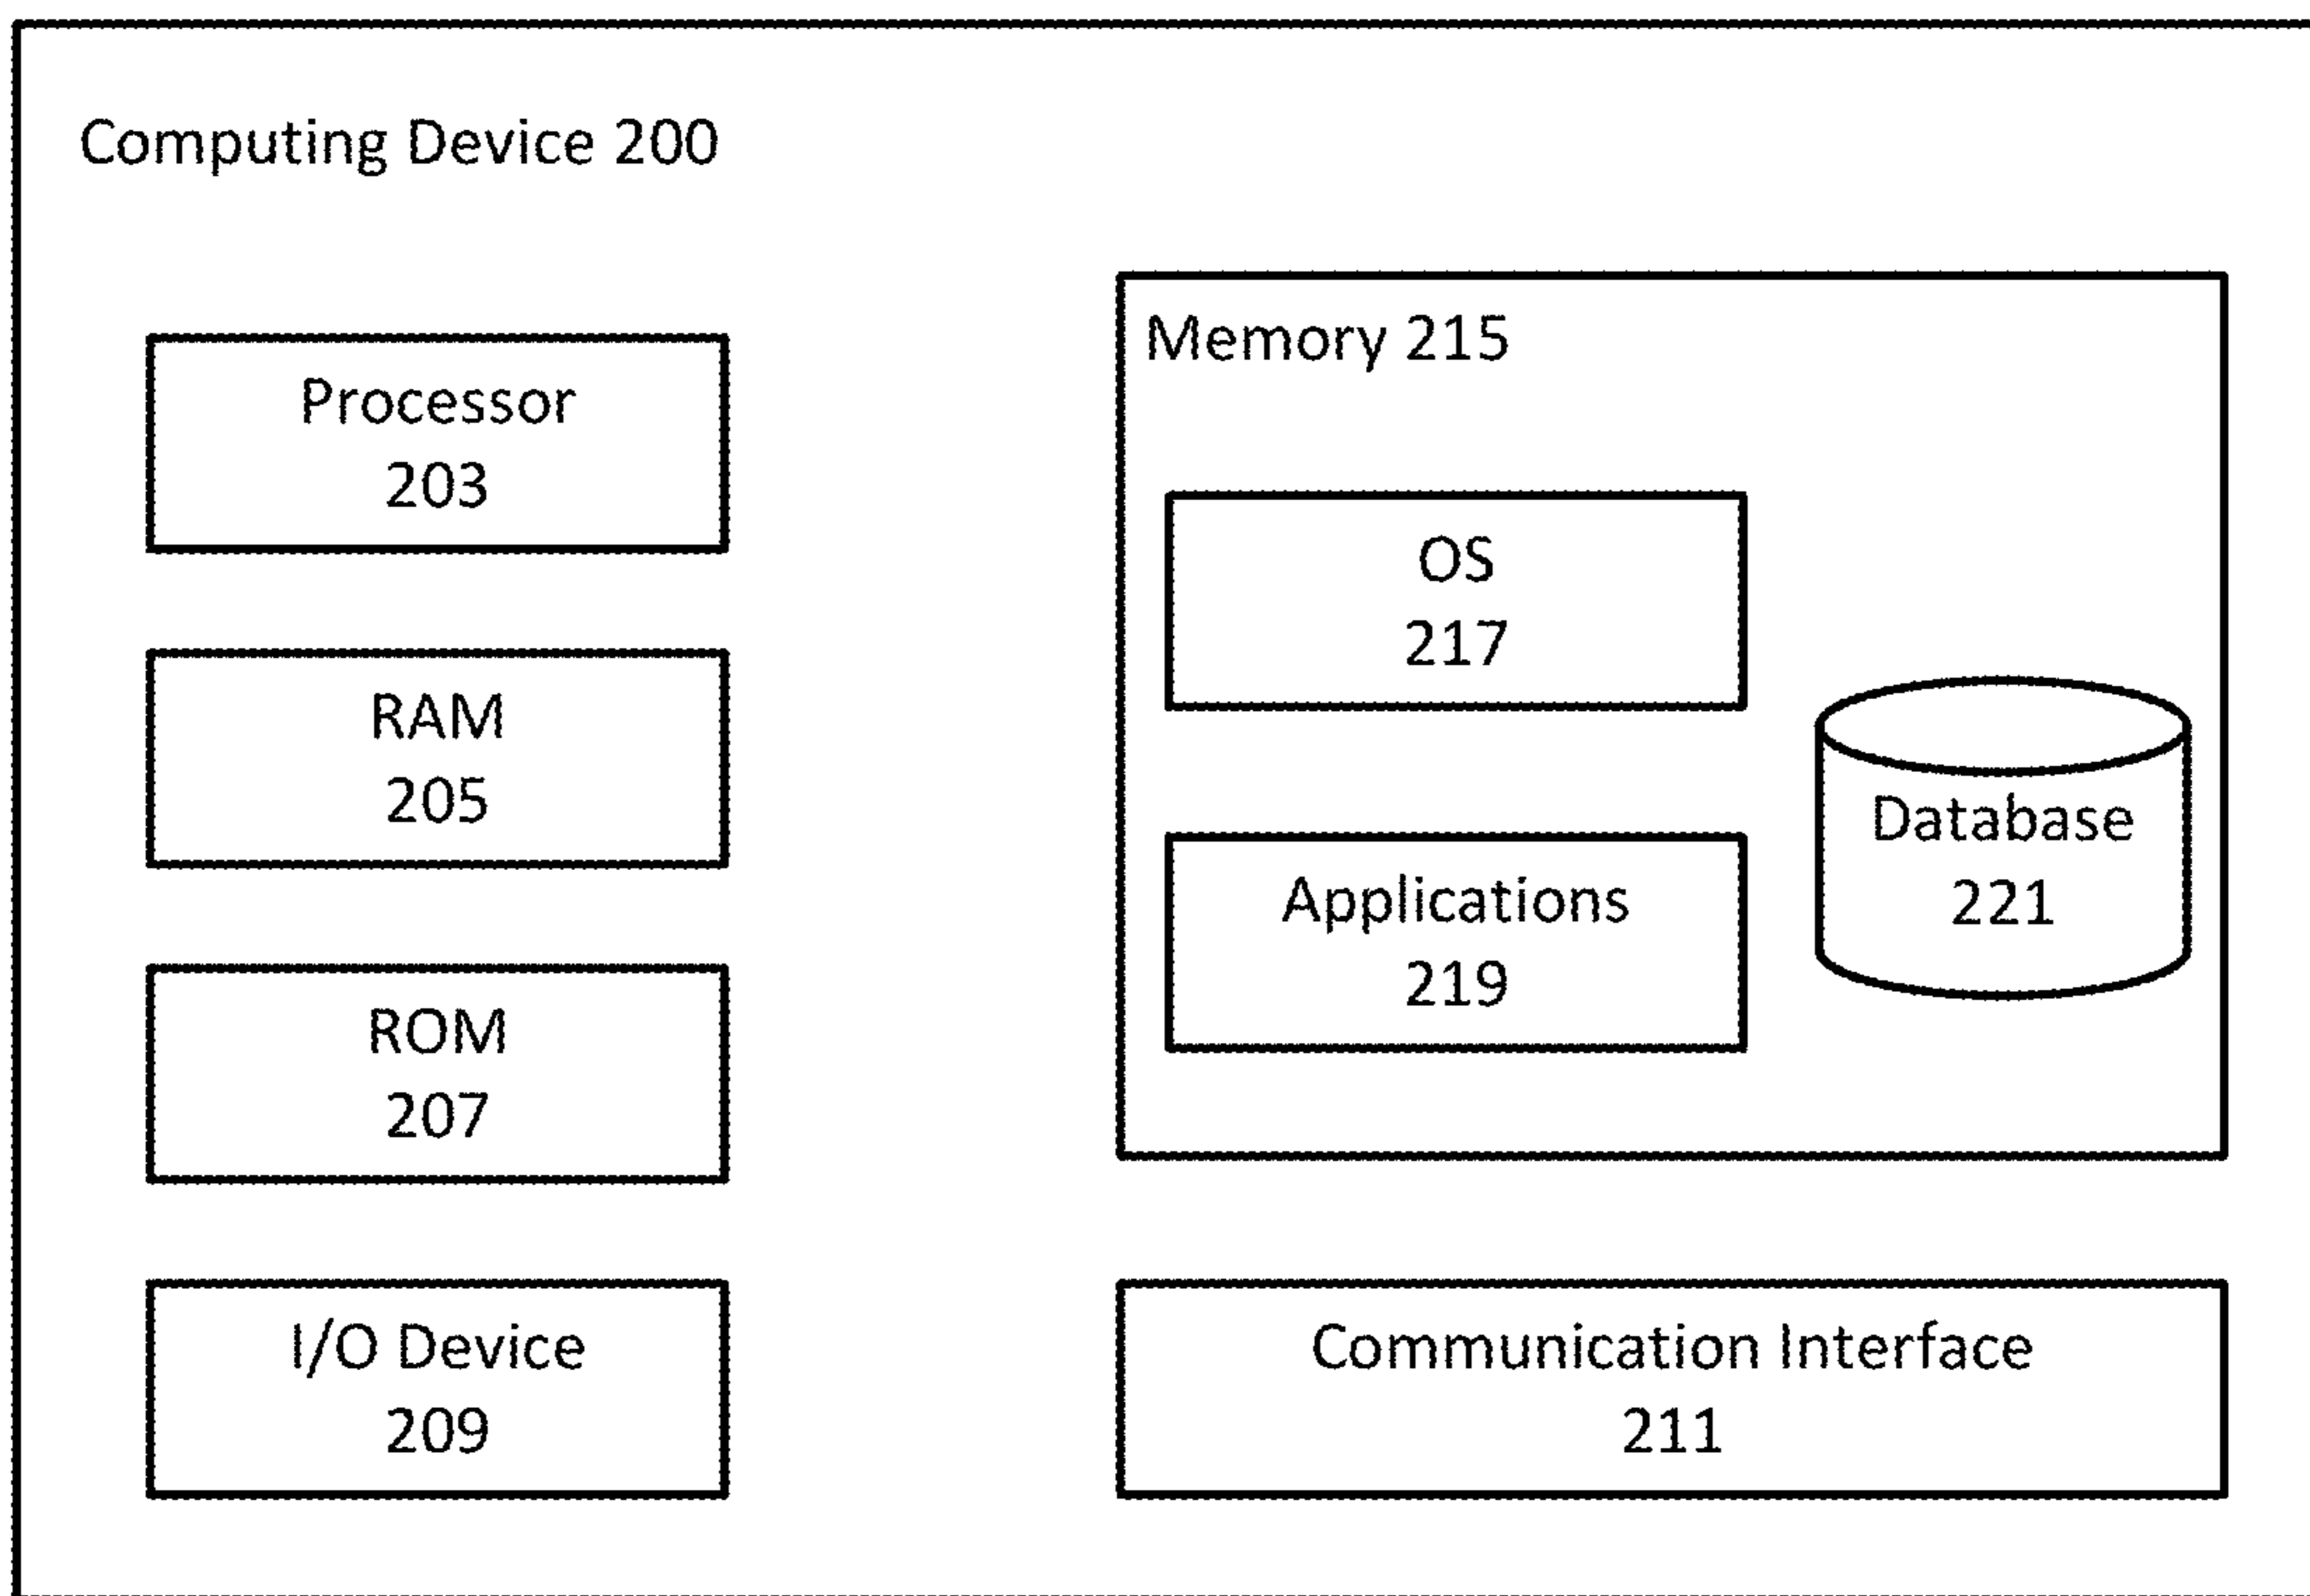 Computing Device 200
Processor
203
RAM
205
ROM
207
I/O Device
209
Memory 215
OS
217
Applications
219
Database
221
Communication Interface
211